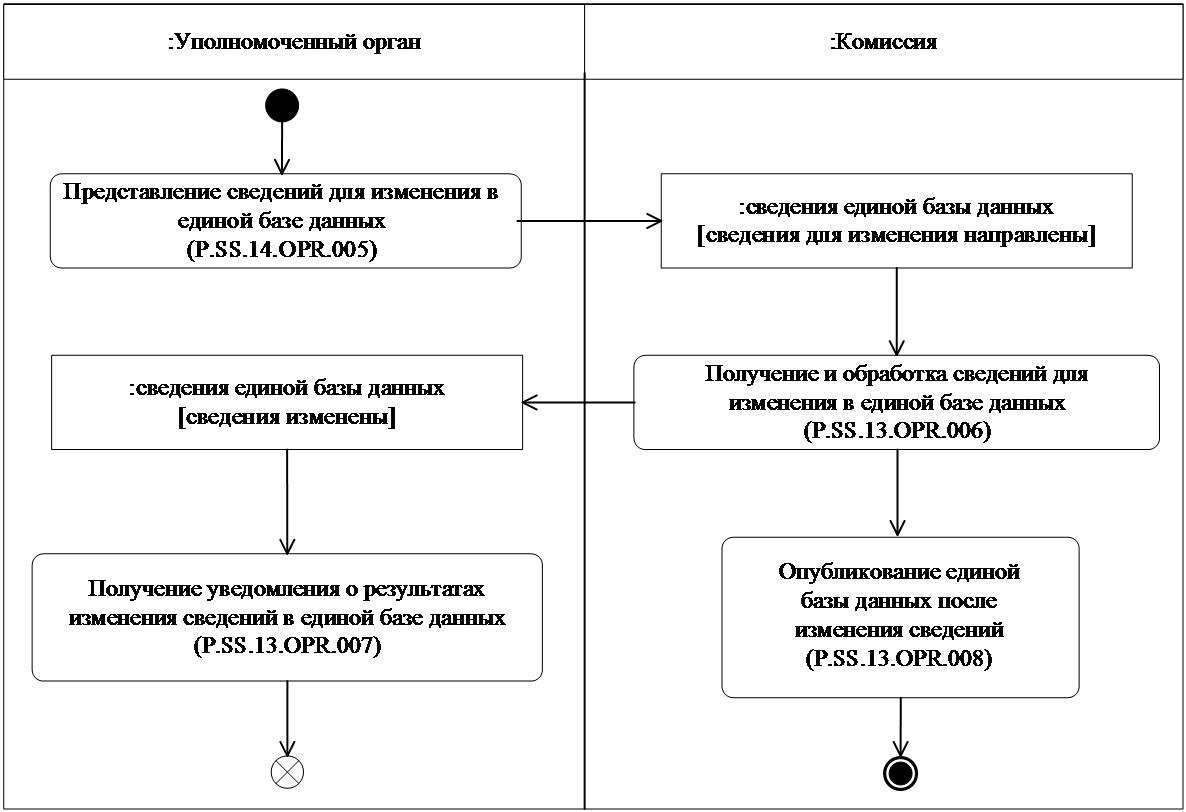 :Уполномоченный орган
:Комиссия
Представление сведений для изменения в
единой базе данных
(P.SS.14.OPR.005)
:сведения единой базы данных
[сведения для изменения направлены]
Получение и обработка сведений для
изменения в единой базе данных
(P.SS.13.OPR.006)
:сведения единой базы данных
[сведения изменены]
Получение уведомления о результатах
изменения сведений в единой базе данных
(P.SS.13.OPR.007)
Опубликование единой
базы данных после
изменения сведений
(P.SS.13.OPR.008)